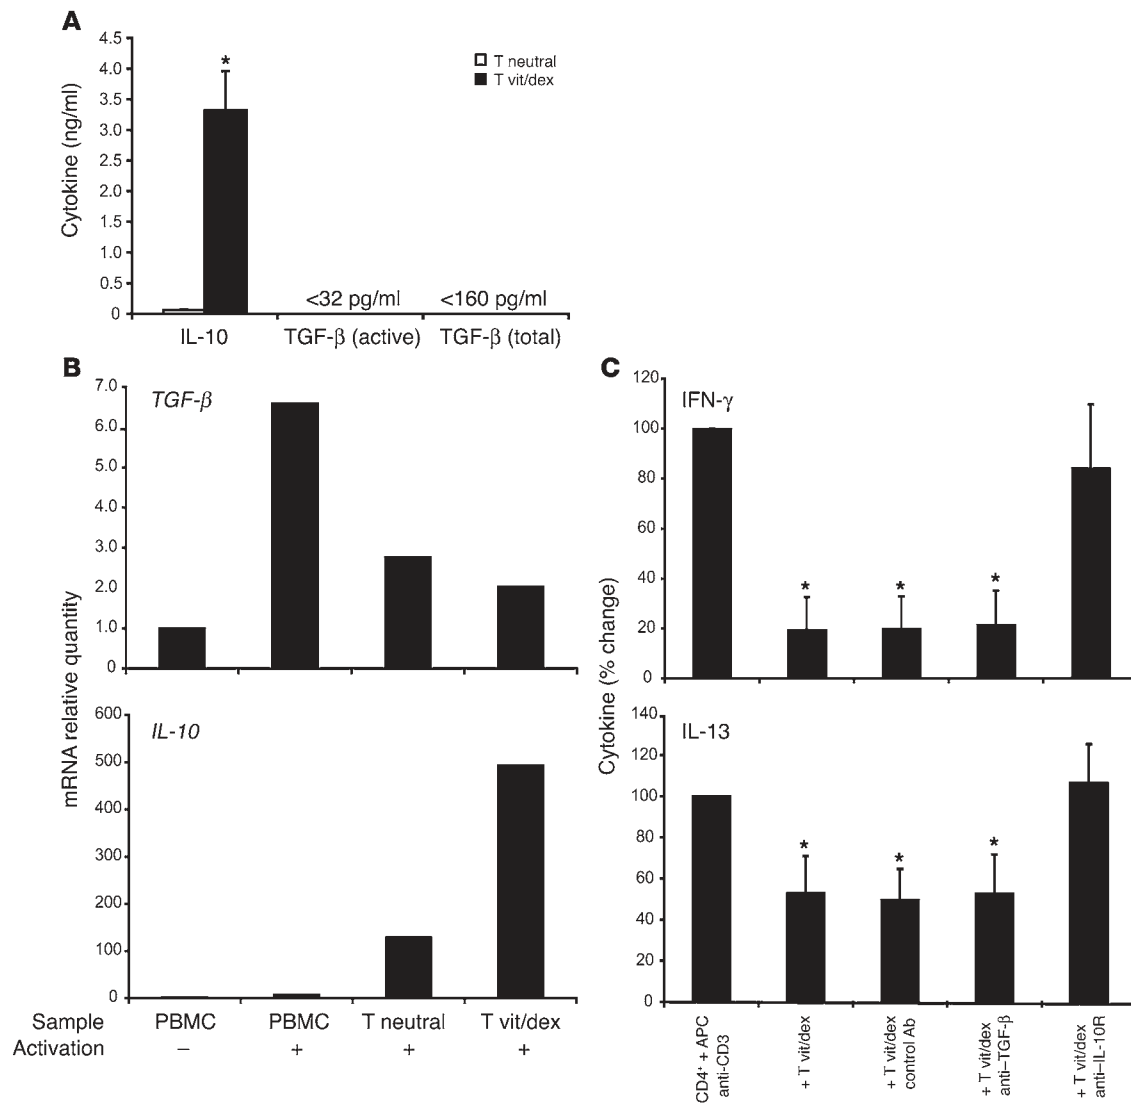 A
4.5
4.0
3.5
3.0
2.5
2.0
1.5
1.0
0.5
0
Cytokine (ng/ml)
*
T neutral
T vit/dex
<32 pg/ml
<160 pg/ml
IL-10
TGF-β (active)
TGF-β (total)
B
7.0
6.0
5.0
4.0
3.0
2.0
1.0
0
TGF-β
mRNA relative quantity
600
500
400
300
200
100
0
IL-10
Sample
PBMC
PBMC
T neutral
T vit/dex
Activation
–
+
+
+
C
120
100
80
60
40
20
0
IFN-γ
*
*
*
Cytokine (% change)
140
120
100
80
60
40
20
0
IL-13
*
*
*
CD4+ + APC
anti-CD3
+ T vit/dex
+ T vit/dex
control Ab
+ T vit/dex
anti–TGF-β
+ T vit/dex
anti–IL-10R